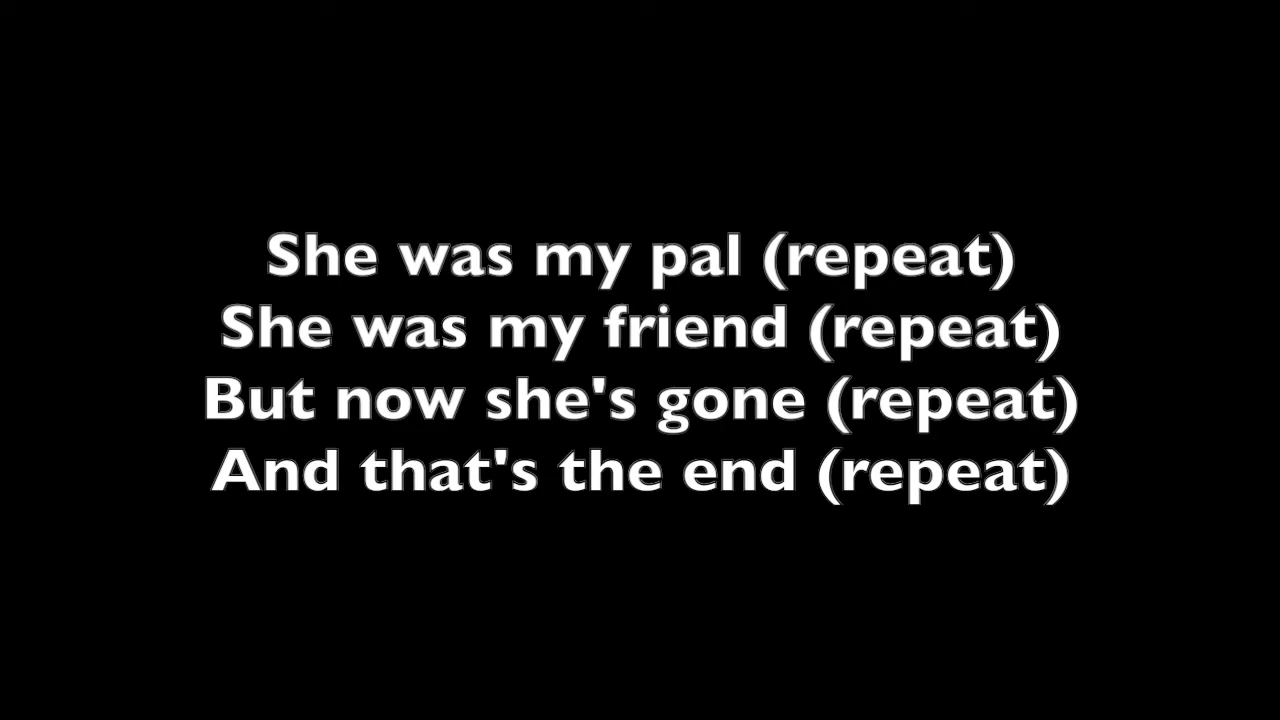 She was my pal (repeat)
She was my friend (repeat)
But now she's gone (repeat)
And that's the end (repeat)